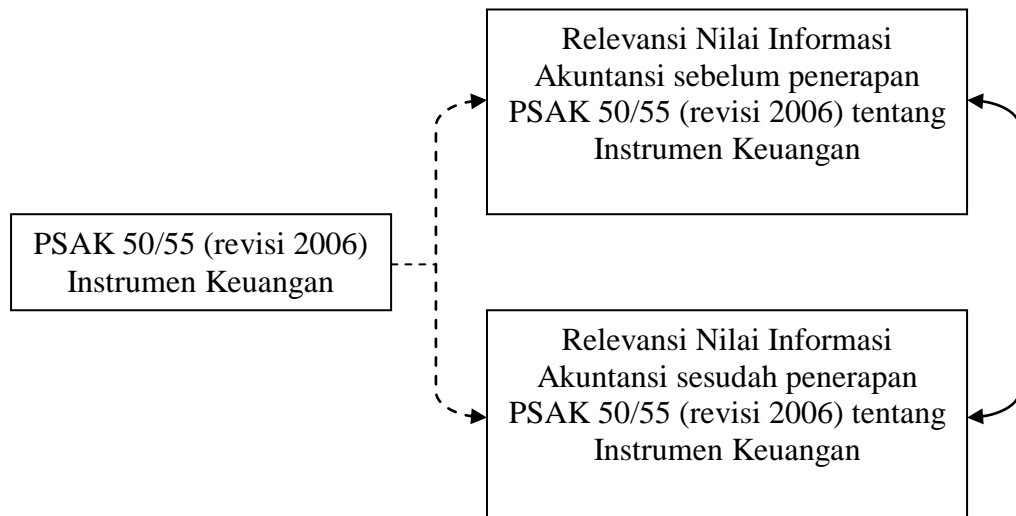 Relevansi Nilai Informasi
Akuntansi sebelum penerapan
PSAK 50/55 (revisi 2006) tentang
Instrumen Keuangan
PSAK 50/55 (revisi 2006)
Instrumen Keuangan
Relevansi Nilai Informasi
Akuntansi sesudah penerapan
PSAK 50/55 (revisi 2006) tentang
Instrumen Keuangan